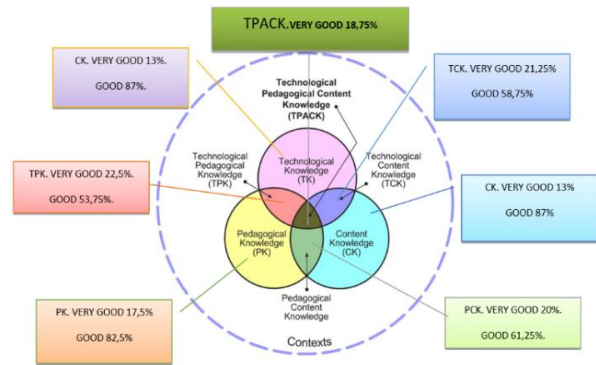 TPACK.VERY GOOD 18,75%
CK. VERY GOOD 13%
GOOD 87%.
TCK. VERY GOOD 21,25%
GOOD 58,75%
Technological
Pedagogical Content
Knowledge
(TPACK)
Technological
Pedagogical
Knowledge
(TPK)
Technological
Knowledge
(TK)
Technological
Content
Knowledge
(TCK)
TPK. VERY GOOD 22,5%.
GOOD 53,75%.
CK. VERY GOOD 13%
GOOD 87%
Pedagogical
Knowledge
(PK)
Content
Knowledge
(CK)
Pedagogical
Content
Knowledge
PK. VERY GOOD 17,5%
GOOD 82,5%
PCK. VERY GOOD 20%.
GOOD 61,25%.
Contexts